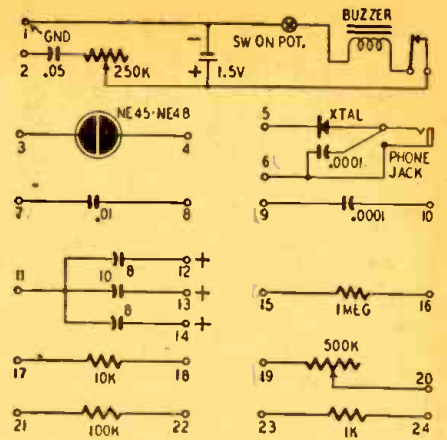 BUZZER
1
GND
−
SW ON POT.
2
.05
250K
+
1.5V
NE45-NE48
3
4
5
XTAL
6
.0001
PHONE
JACK
7
.01
8
9
.0001
10
8
12
+
11
10
13
+
8
14
+
15
1MEG
16
17
10K
18
500K
19
20
21
100K
22
23
1K
24